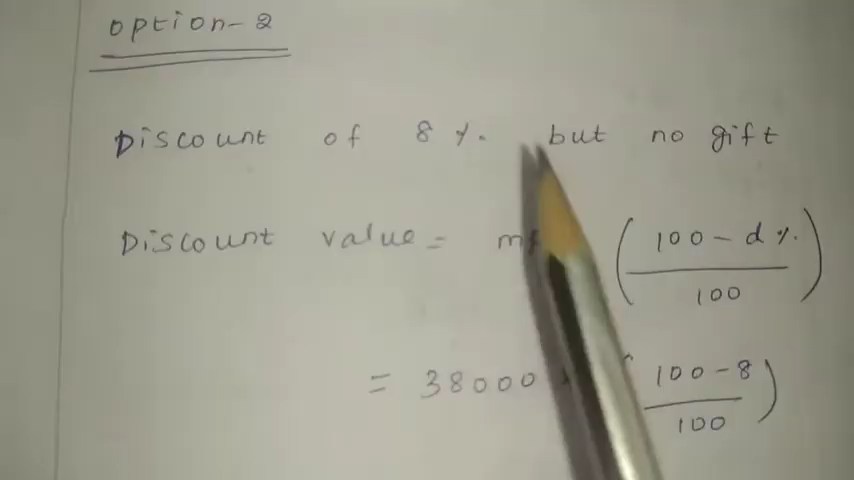 option-2
Discount of 8 %. but no gift
Discount value = (100 - d %. / 100)
= 38000 (100 - 8 / 100)